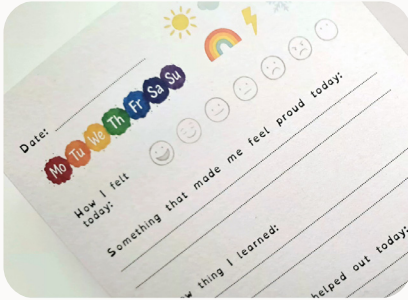 Date:
Mo Tu We Th Fr Sa Su
How I felt
today:
Something that made me feel proud today:
thing I learned:
helped out today: